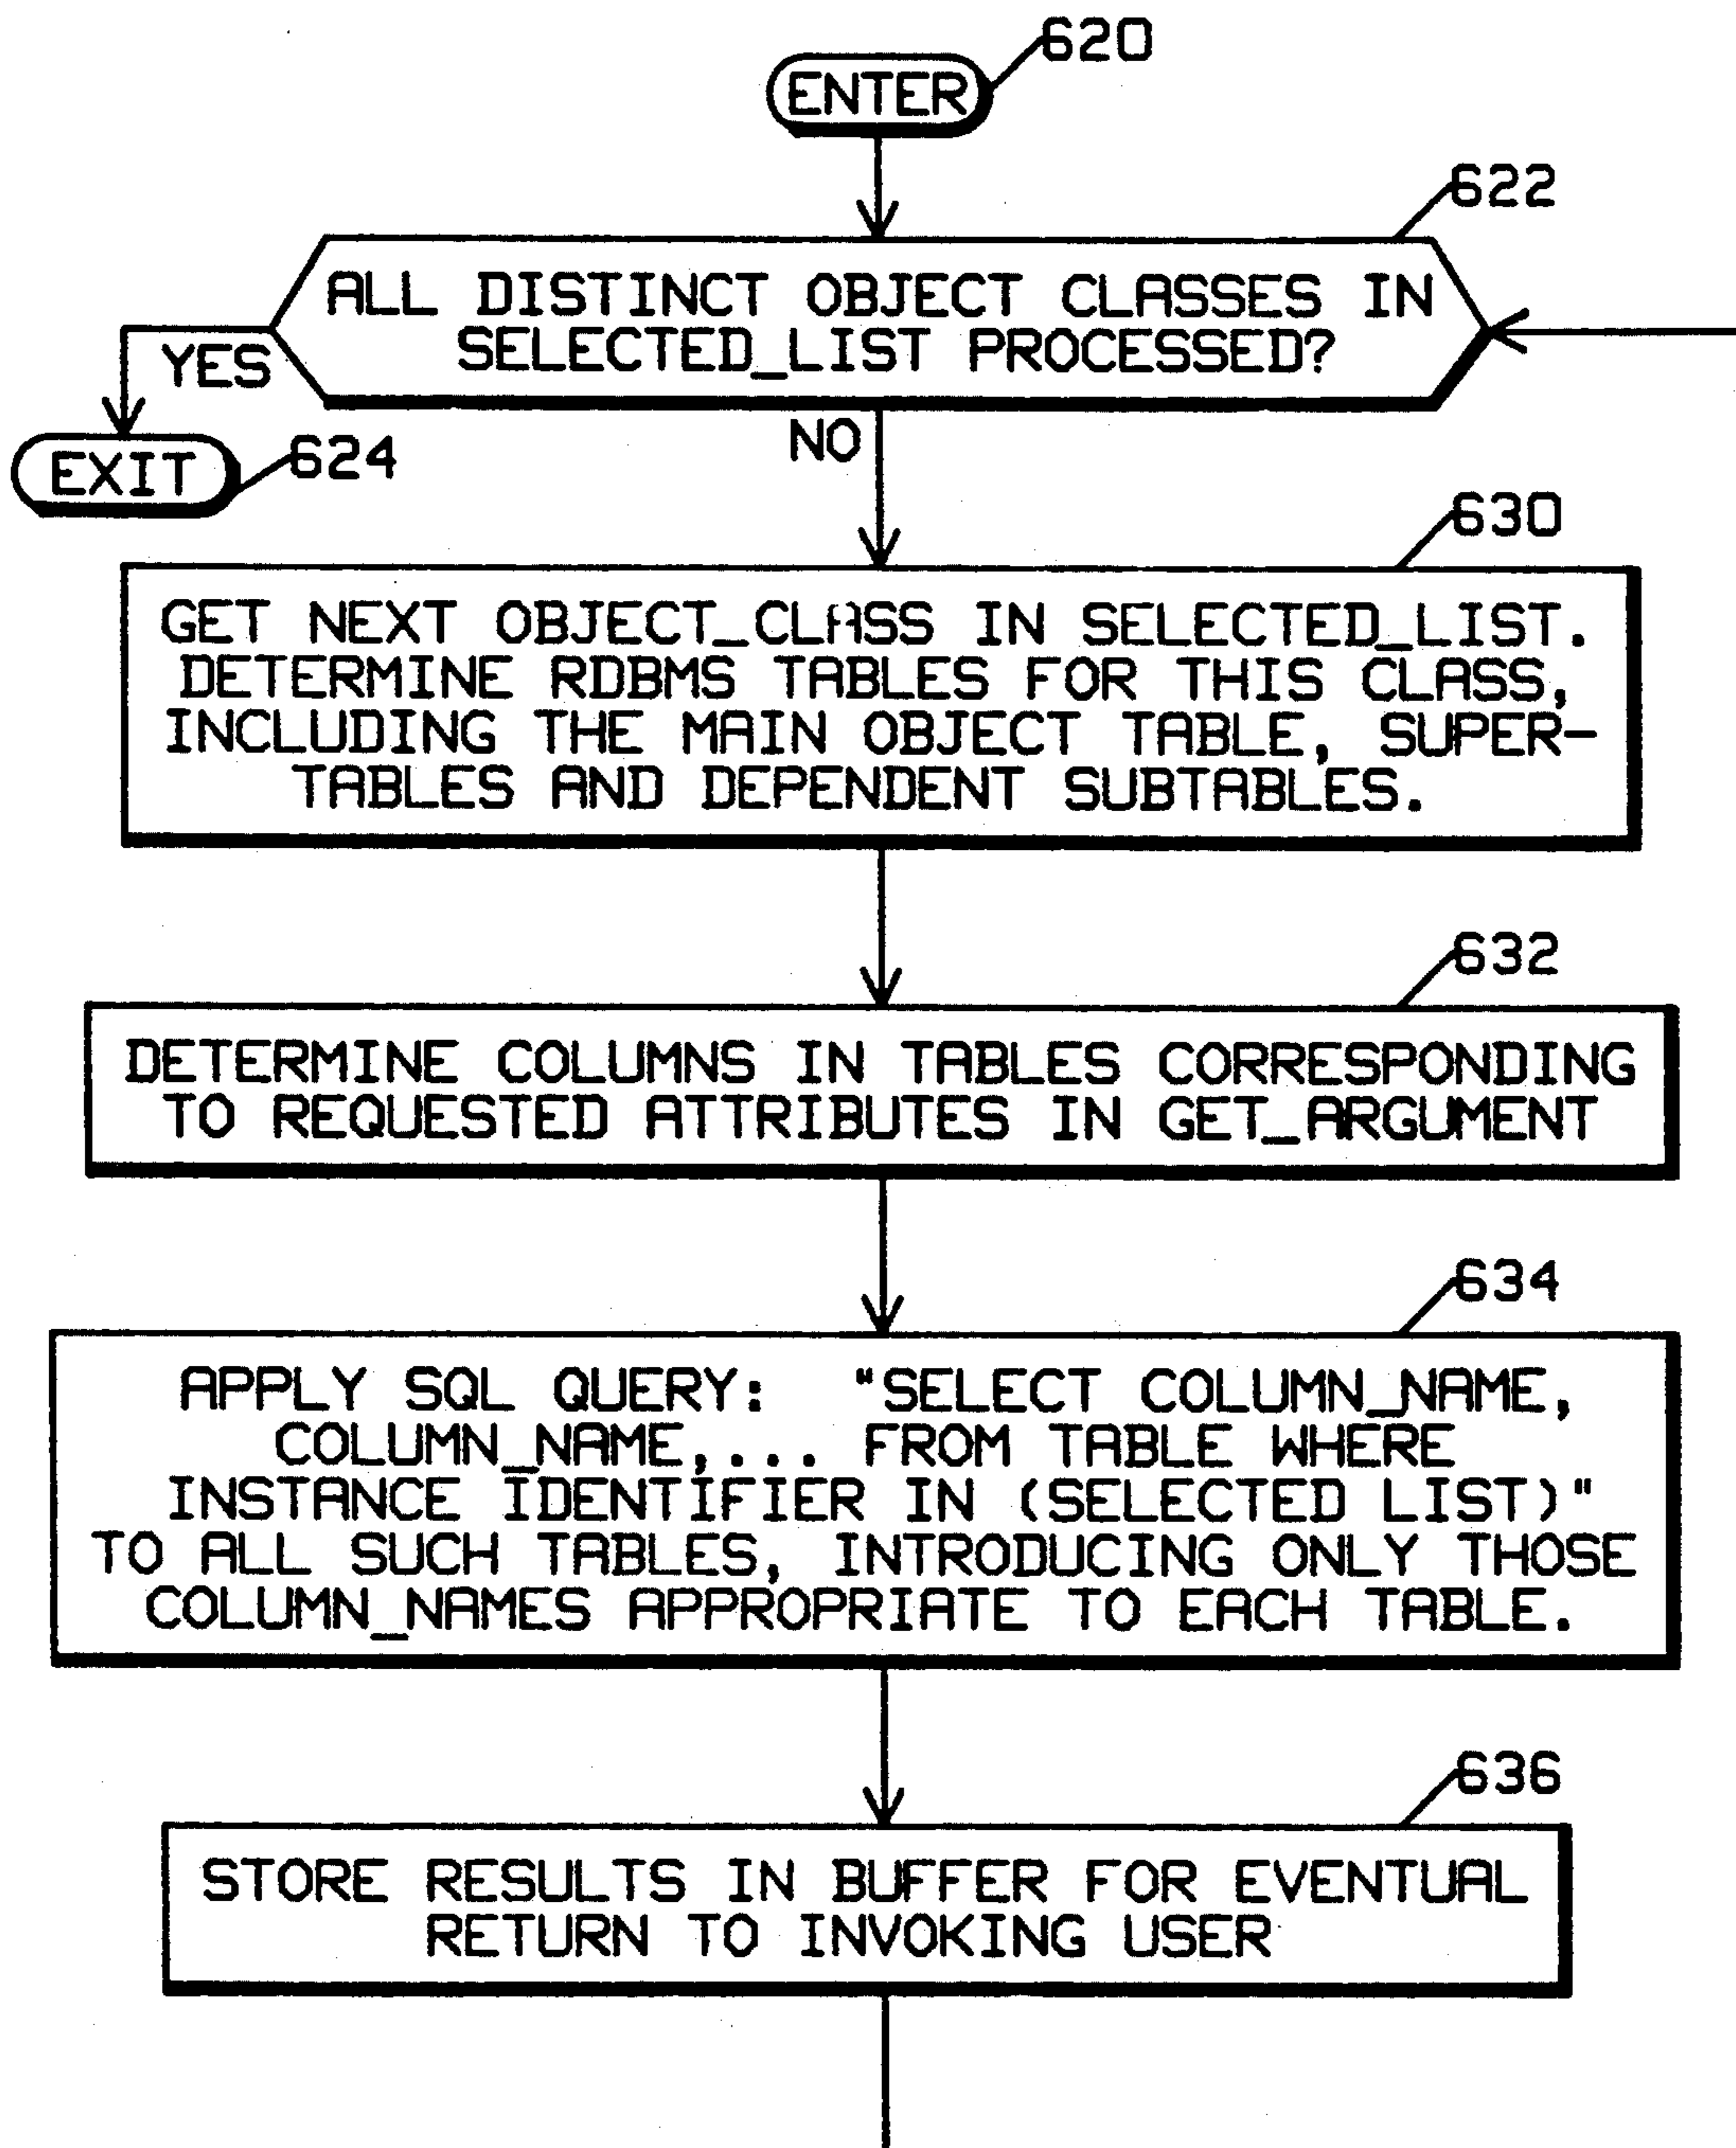 620
ENTER
622
ALL DISTINCT OBJECT CLASSES IN
SELECTED_LIST PROCESSED?
YES
NO
EXIT
624
630
GET NEXT OBJECT_CLASS IN SELECTED_LIST.
DETERMINE RDBMS TABLES FOR THIS CLASS,
INCLUDING THE MAIN OBJECT TABLE, SUPER-
TABLES AND DEPENDENT SUBTABLES.
632
DETERMINE COLUMNS IN TABLES CORRESPONDING
TO REQUESTED ATTRIBUTES IN GET_ARGUMENT
634
APPLY SQL QUERY: "SELECT COLUMN_NAME,
COLUMN_NAME,... FROM TABLE WHERE
INSTANCE IDENTIFIER IN (SELECTED LIST)"
TO ALL SUCH TABLES, INTRODUCING ONLY THOSE
COLUMN_NAMES APPROPRIATE TO EACH TABLE.
636
STORE RESULTS IN BUFFER FOR EVENTUAL
RETURN TO INVOKING USER